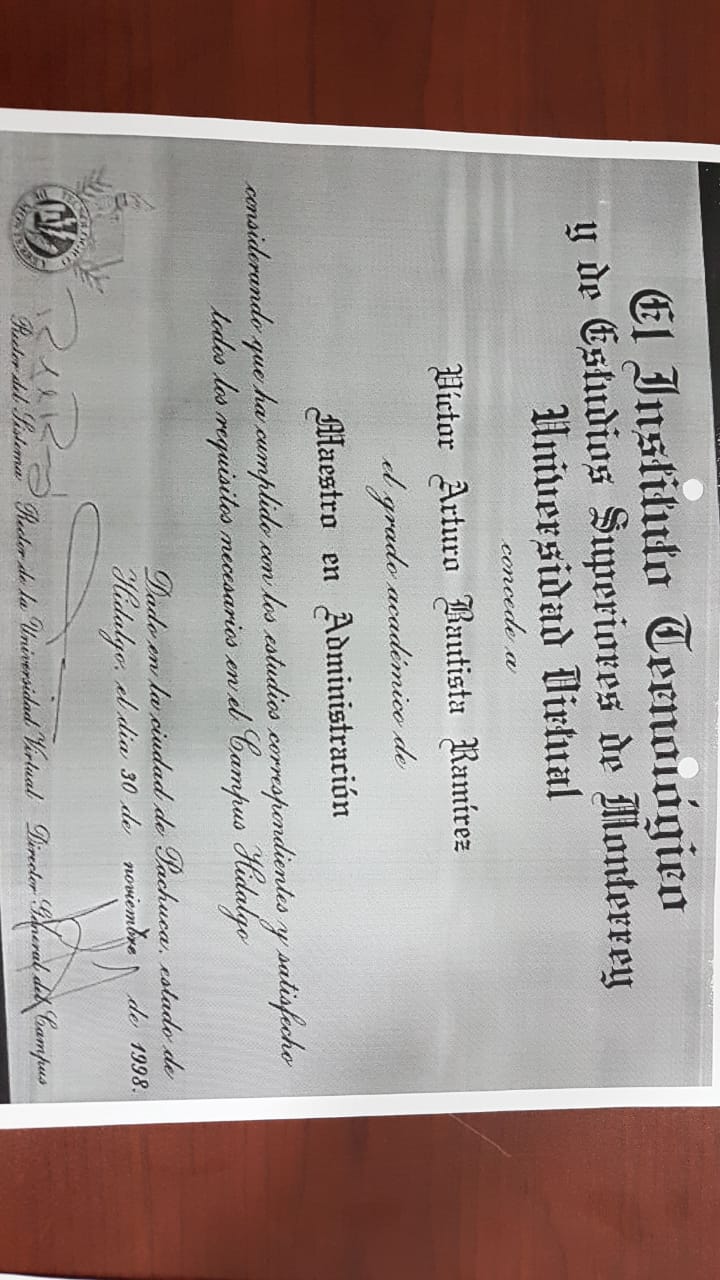 El Instituto Tecnológico
y de Estudios Superiores de Monterrey
Universidad Virtual
concede a
Víctor Arturo Bautista Ramírez
el grado académico de
Maestro en Administración
considerando que ha cumplido con los estudios correspondientes y satisfecho
todos los requisitos necesarios en el Campus Hidalgo
Dado en la ciudad de Pachuca, estado de
Hidalgo, el día 30 de noviembre de 1998.
Rector del Sistema Rector de la Universidad Virtual Director General del Campus